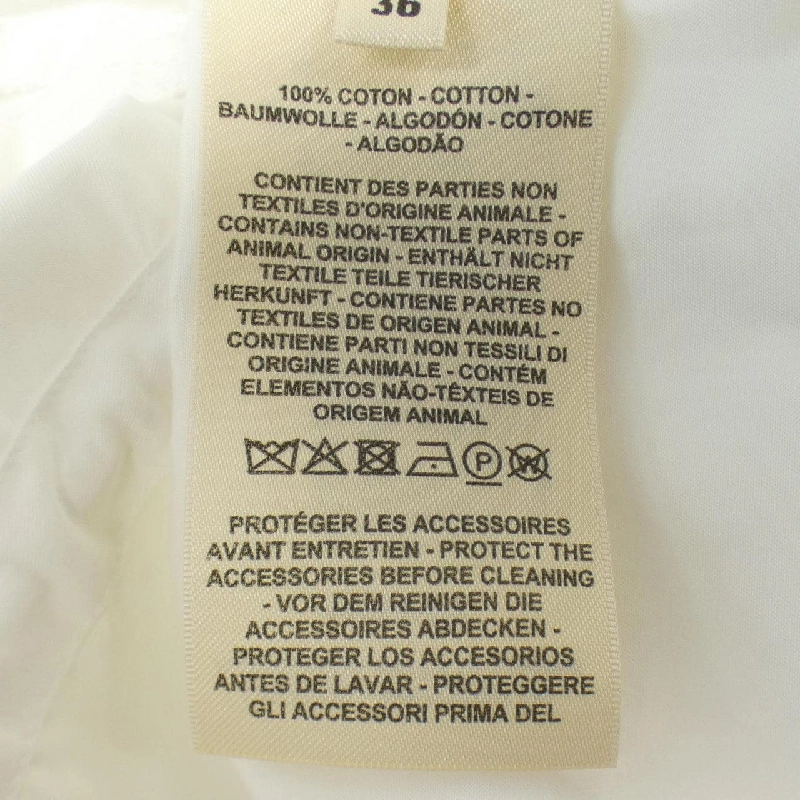 36
100% COTON - COTTON -
BAUMWOLLE - ALGODÓN - COTONE
- ALGODÃO
CONTIENT DES PARTIES NON
TEXTILES D'ORIGINE ANIMALE -
CONTAINS NON-TEXTILE PARTS OF
ANIMAL ORIGIN - ENTHÄLT NICHT
TEXTILE TEILE TIERISCHER
HERKUNFT - CONTIENE PARTES NO
TEXTILES DE ORIGEN ANIMAL -
CONTIENE PARTI NON TESSILI DI
ORIGINE ANIMALE - CONTÉM
ELEMENTOS NÃO-TÊXTEIS DE
ORIGEM ANIMAL
P W
PROTÉGER LES ACCESSOIRES
AVANT ENTRETIEN - PROTECT THE
ACCESSORIES BEFORE CLEANING
- VOR DEM REINIGEN DIE
ACCESSOIRES ABDECKEN -
PROTEGER LOS ACCESORIOS
ANTES DE LAVAR - PROTEGGERE
GLI ACCESSORI PRIMA DEL